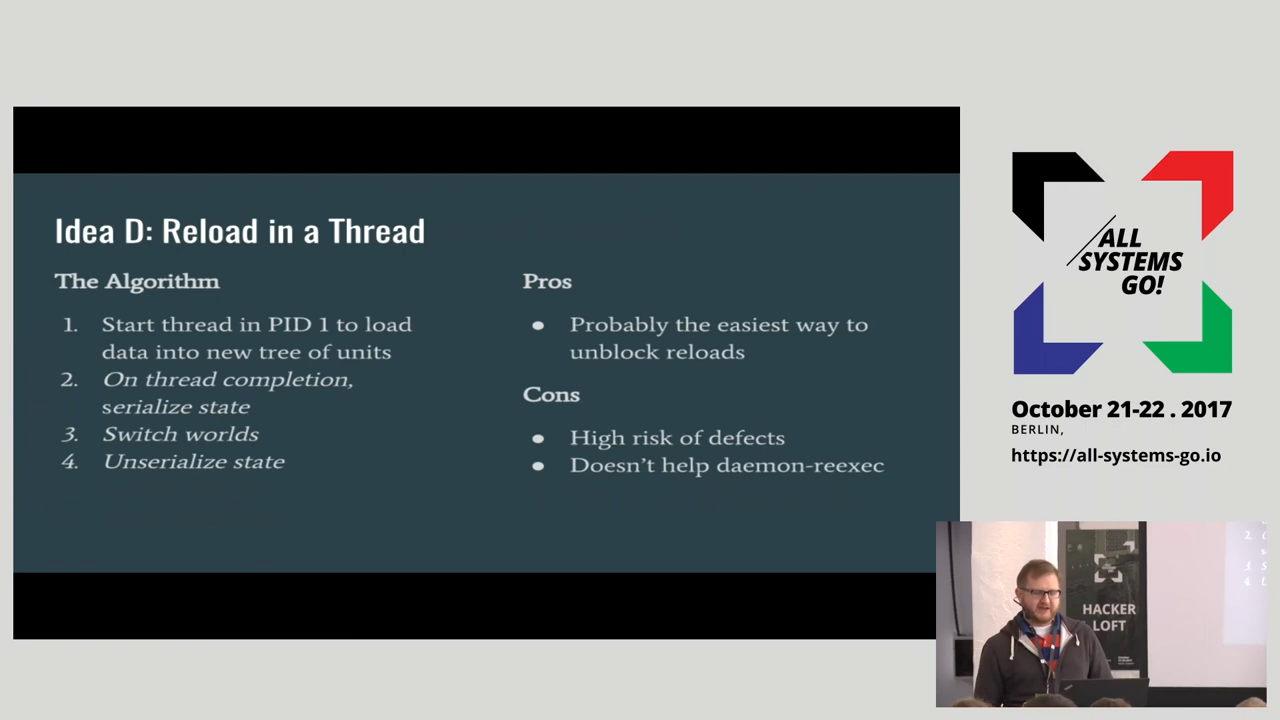 Idea D: Reload in a Thread
The Algorithm
1. Start thread in PID 1 to load
data into new tree of units
2. On thread completion,
serialize state
3. Switch worlds
4. Unserialize state
Pros
● Probably the easiest way to
unblock reloads
Cons
● High risk of defects
● Doesn't help daemon-reexec
ALL
SYSTEMS
GO!
October 21-22 . 2017
BERLIN,
https://all-systems-go.io
HACKER
LOFT